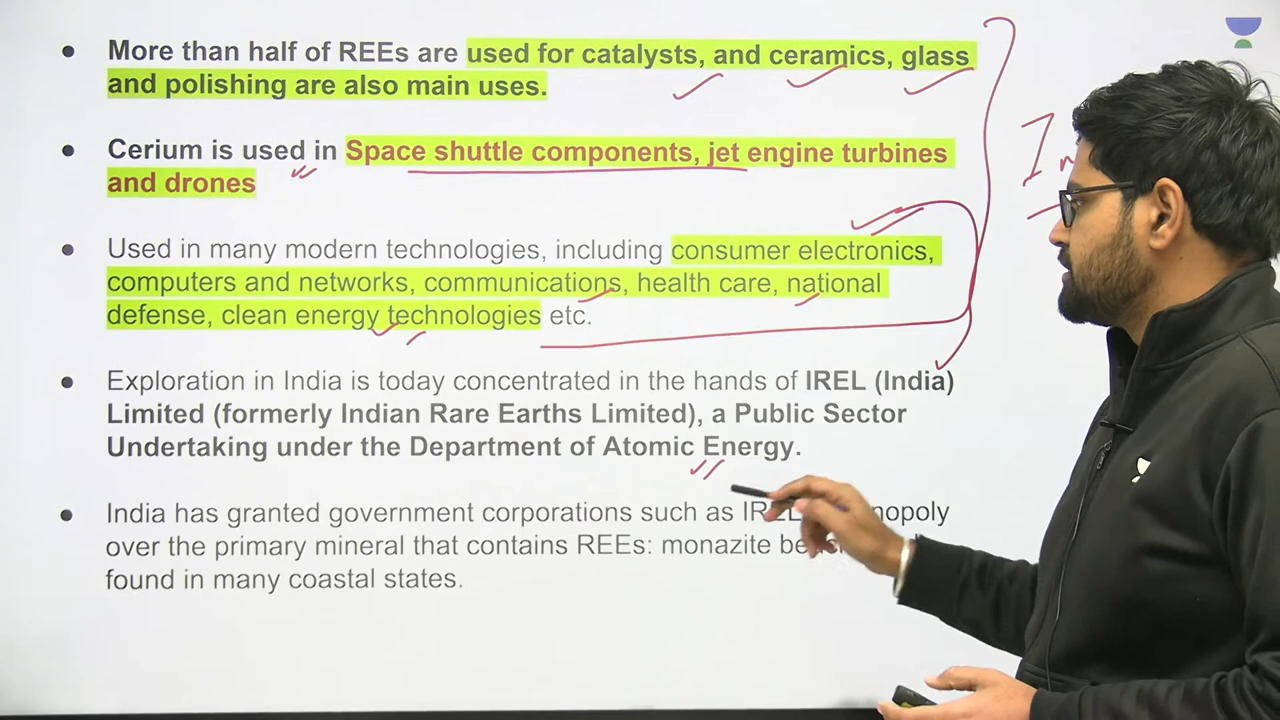 More than half of REEs are used for catalysts, and ceramics, glass
and polishing are also main uses.
Cerium is used in Space shuttle components, jet engine turbines
and drones
Used in many modern technologies, including consumer electronics,
computers and networks, communications, health care, national
defense, clean energy technologies etc.
Exploration in India is today concentrated in the hands of IREL (India)
Limited (formerly Indian Rare Earths Limited), a Public Sector
Undertaking under the Department of Atomic Energy.
India has granted government corporations such as IREL
over the primary mineral that contains REEs: monazite
found in many coastal states.